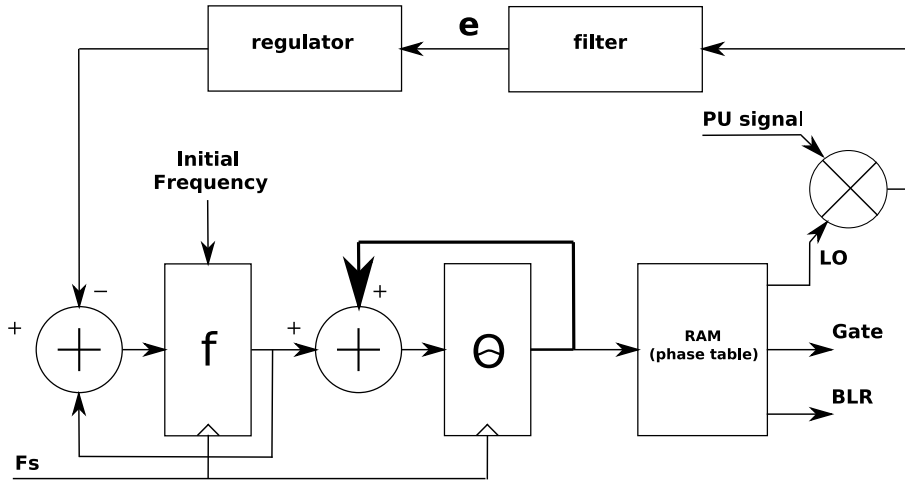 regulator
e
filter
PU signal
Initial
Frequency
LO
−
+
+
+
f
Θ
RAM
(phase table)
Gate
BLR
Fs